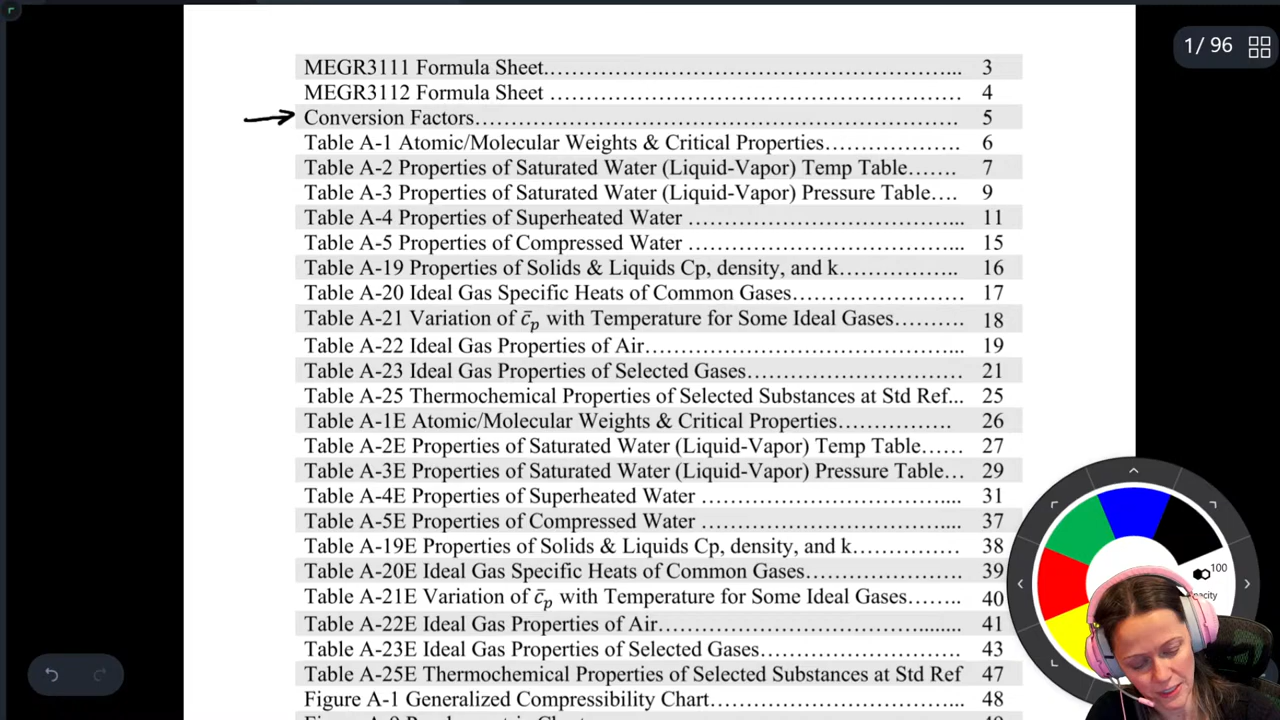 1/ 96
MEGR3111 Formula Sheet……………..……………………………... 3
MEGR3112 Formula Sheet ……………………………………… 4
Conversion Factors………………………………………………. 5
Table A-1 Atomic/Molecular Weights & Critical Properties……………. 6
Table A-2 Properties of Saturated Water (Liquid-Vapor) Temp Table……. 7
Table A-3 Properties of Saturated Water (Liquid-Vapor) Pressure Table…. 9
Table A-4 Properties of Superheated Water ……………………………... 11
Table A-5 Properties of Compressed Water ……………………………... 15
Table A-19 Properties of Solids & Liquids Cp, density, and k…………….. 16
Table A-20 Ideal Gas Specific Heats of Common Gases………………… 17
Table A-21 Variation of c̄ₚ with Temperature for Some Ideal Gases………. 18
Table A-22 Ideal Gas Properties of Air…………………………………... 19
Table A-23 Ideal Gas Properties of Selected Gases……………………… 21
Table A-25 Thermochemical Properties of Selected Substances at Std Ref... 25
Table A-1E Atomic/Molecular Weights & Critical Properties…………. 26
Table A-2E Properties of Saturated Water (Liquid-Vapor) Temp Table…… 27
Table A-3E Properties of Saturated Water (Liquid-Vapor) Pressure Table… 29
Table A-4E Properties of Superheated Water …………………………….... 31
Table A-5E Properties of Compressed Water …………………………….... 37
Table A-19E Properties of Solids & Liquids Cp, density, and k…………… 38
Table A-20E Ideal Gas Specific Heats of Common Gases……………….. 39
Table A-21E Variation of c̄ₚ with Temperature for Some Ideal Gases…….. 40
Table A-22E Ideal Gas Properties of Air………………………………........ 41
Table A-23E Ideal Gas Properties of Selected Gases…………………….. 43
Table A-25E Thermochemical Properties of Selected Substances at Std Ref 47
Figure A-1 Generalized Compressibility Chart…………………………… 48
100